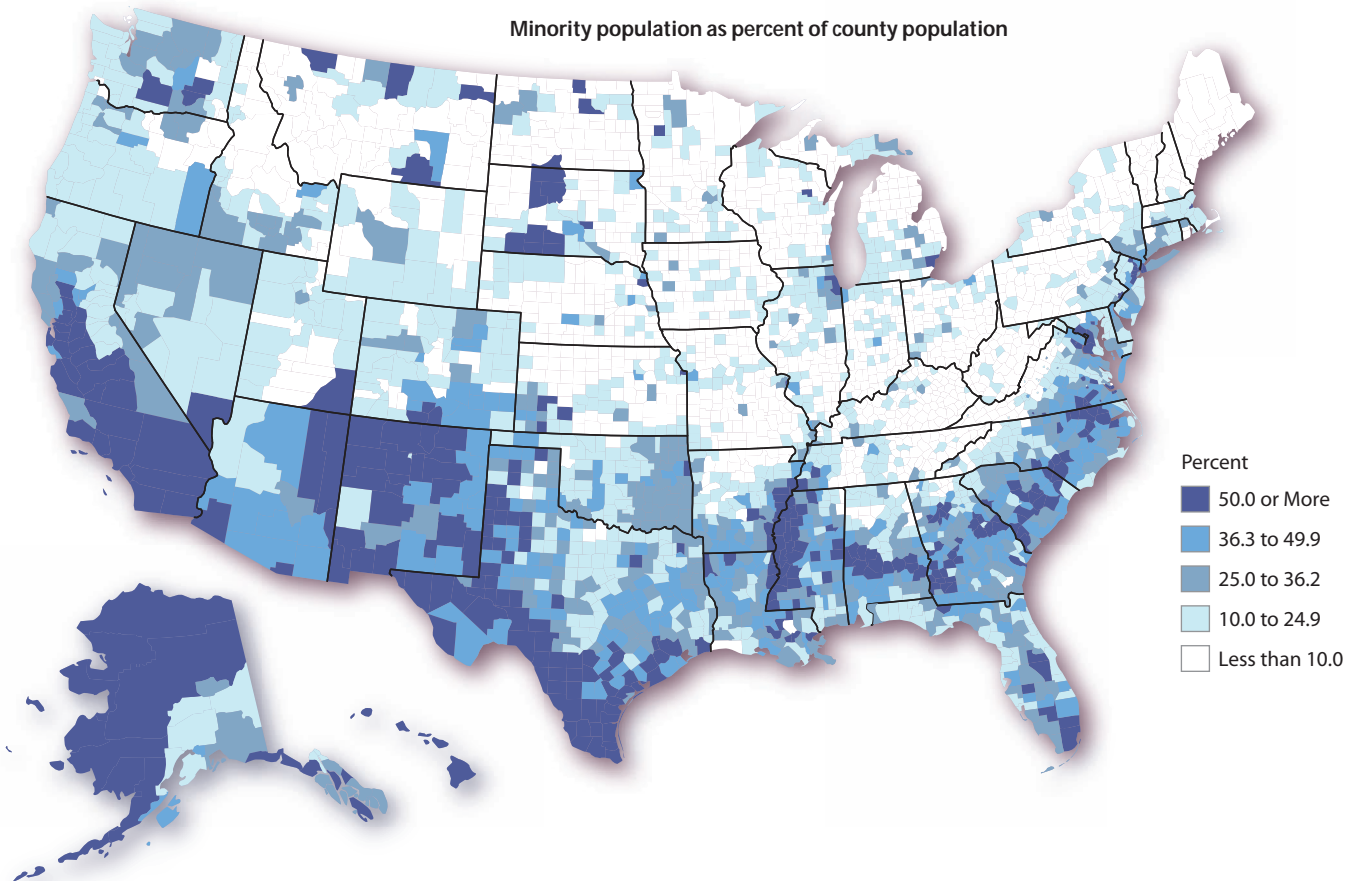 Minority population as percent of county population
Percent
50.0 or More
36.3 to 49.9
25.0 to 36.2
10.0 to 24.9
Less than 10.0